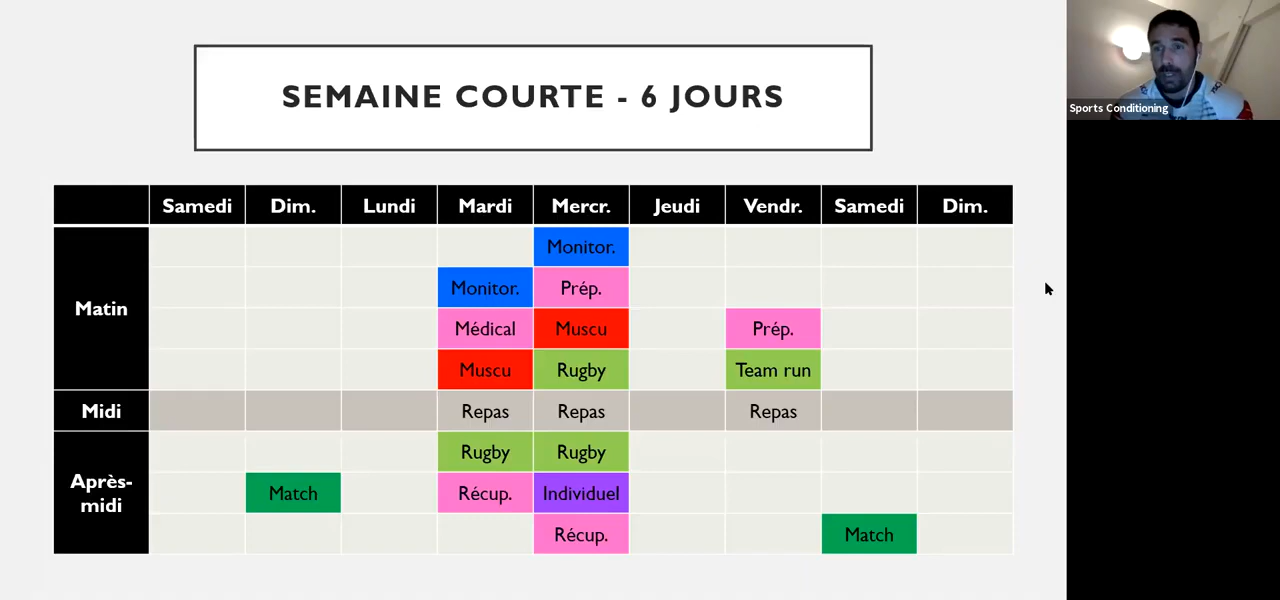 SEMAINE COURTE - 6 JOURS
Sports Conditioning
Samedi Dim. Lundi Mardi Mercr. Jeudi Vendr. Samedi Dim.
Matin
Monitor.
Monitor. Prép.
Médical Muscu Prép.
Muscu Rugby Team run
Midi Repas Repas Repas
Après-
midi
Rugby Rugby
Match Récup. Individuel
Récup. Match